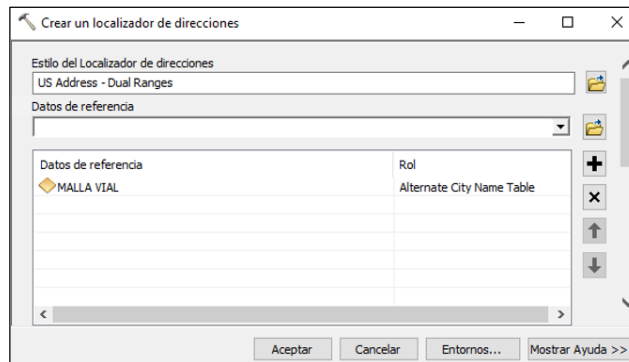 Crear un localizador de direcciones
Estilo del Localizador de direcciones
US Address - Dual Ranges
Datos de referencia
Datos de referencia Rol
MALLA VIAL Alternate City Name Table
Aceptar Cancelar Entornos... Mostrar Ayuda >>